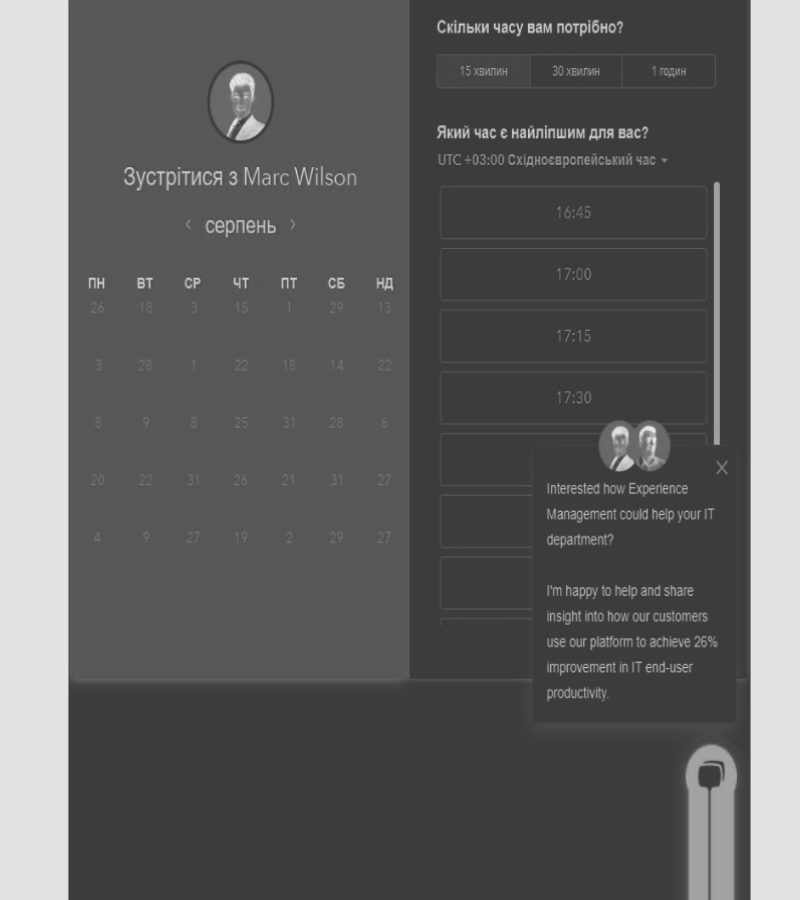 Зустрітися з Marc Wilson
‹ серпень ›
ПН ВТ СР ЧТ ПТ СБ НД
26 18 3 15 1 29 13
3 28 1 22 18 14 22
8 9 8 25 31 28 6
20 22 31 26 21 31 27
4 9 27 19 2 29 27
Скільки часу вам потрібно?
15 хвилин 30 хвилин 1 годин
Який час є найліпшим для вас?
UTC +03:00 Східноєвропейський час
16:45
17:00
17:15
17:30
Interested how Experience
Management could help your IT
department?
I'm happy to help and share
insight into how our customers
use our platform to achieve 26%
improvement in IT end-user
productivity.